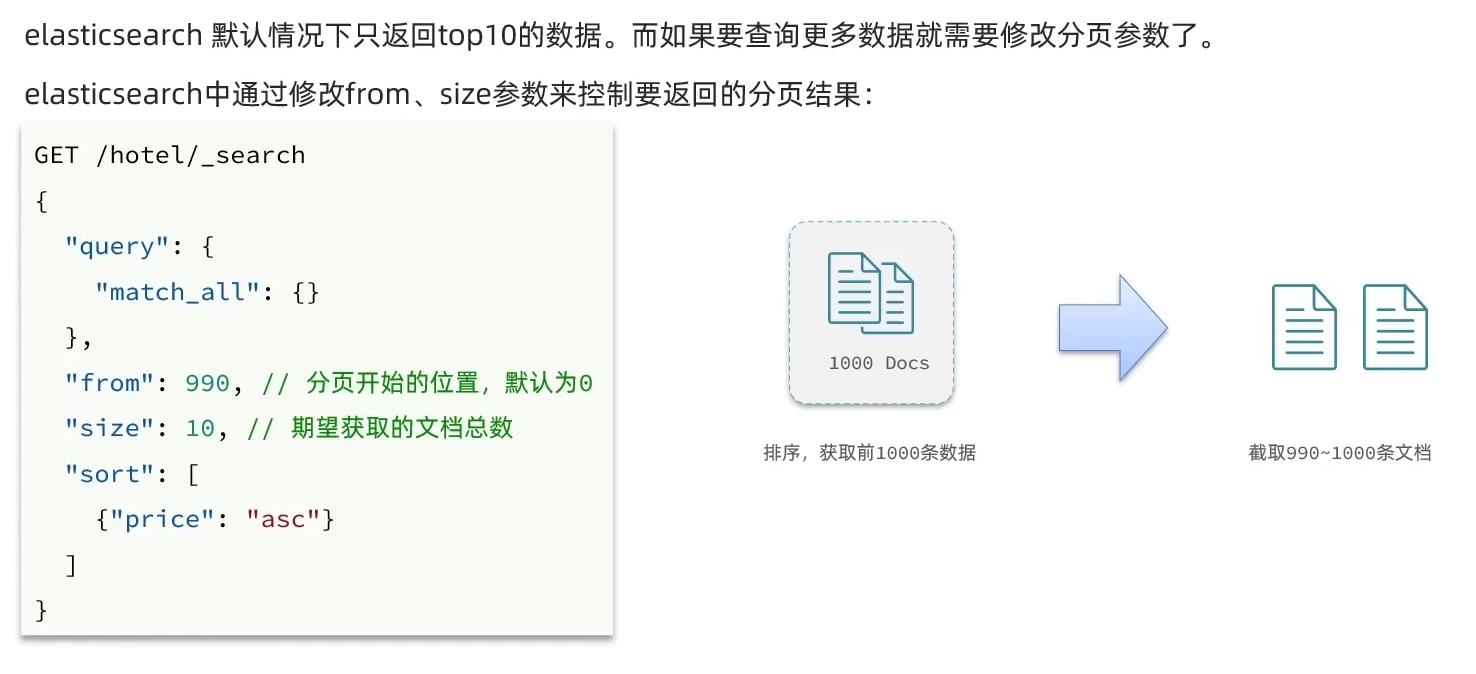 elasticsearch 默认情况下只返回top10的数据。而如果要查询更多数据就需要修改分页参数了。
elasticsearch中通过修改from、size参数来控制要返回的分页结果：
GET /hotel/_search
{
  "query": {
    "match_all": {}
  },
  "from": 990, // 分页开始的位置，默认为0
  "size": 10, // 期望获取的文档总数
  "sort": [
    {"price": "asc"}
  ]
}
1000 Docs
排序，获取前1000条数据
截取990~1000条文档